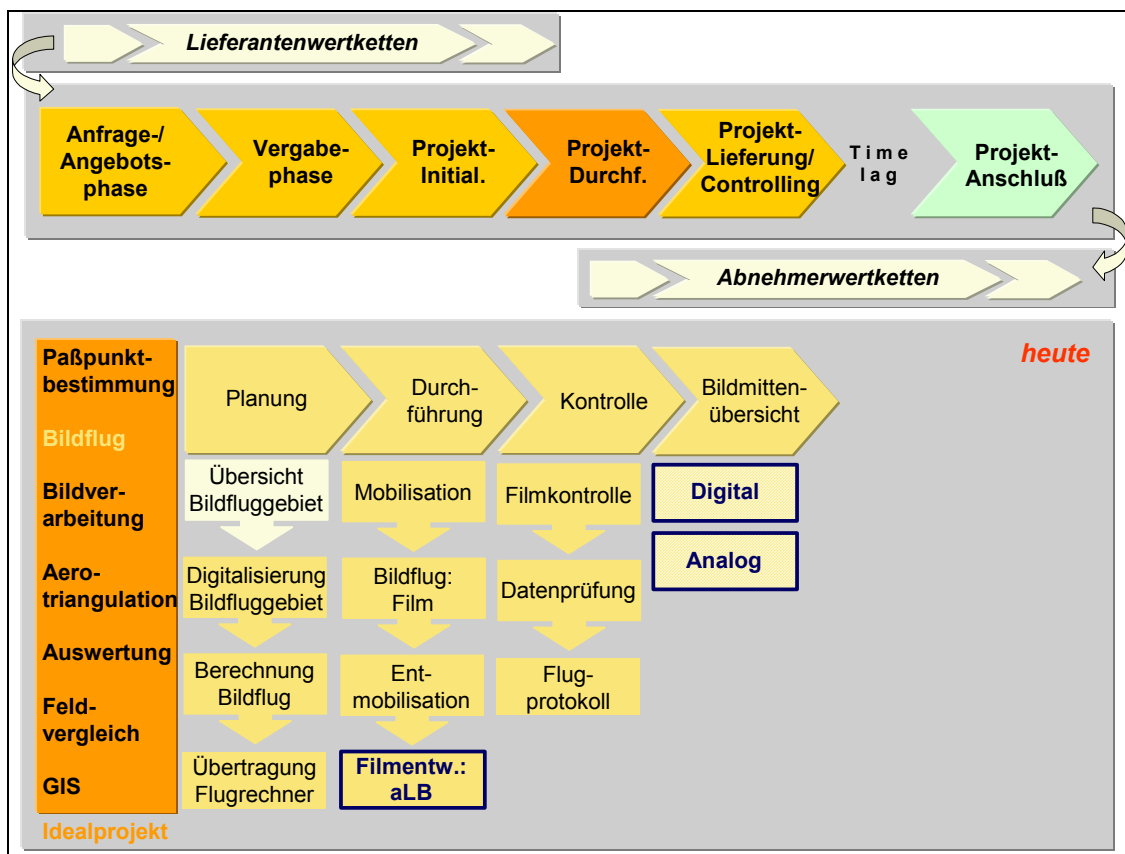 Lieferantenwertketten
Anfrage-/
Angebots-
phase
Vergabe-
phase
Projekt-
Initial.
Projekt-
Durchf.
Projekt-
Lieferung/
Controlling
Time
lag
Projekt-
Anschluß
Abnehmerwertketten
heute
Paßpunkt-
bestimmung
Bildflug
Bildver-
arbeitung
Aero-
triangulation
Auswertung
Feld-
vergleich
GIS
Idealprojekt
Planung
Übersicht
Bildfluggebiet
Digitalisierung
Bildfluggebiet
Berechnung
Bildflug
Übertragung
Flugrechner
Durch-
führung
Mobilisation
Bildflug:
Film
Ent-
mobilisation
Filmentw.:
aLB
Kontrolle
Filmkontrolle
Datenprüfung
Flug-
protokoll
Bildmitten-
übersicht
Digital
Analog